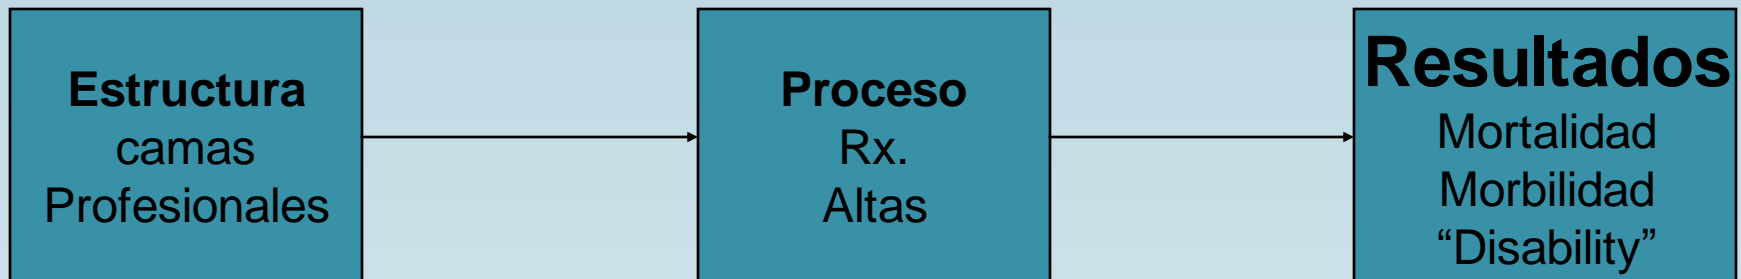 Estructura
camas
Profesionales
Proceso
Rx.
Altas
Resultados
Mortalidad
Morbilidad
“Disability”